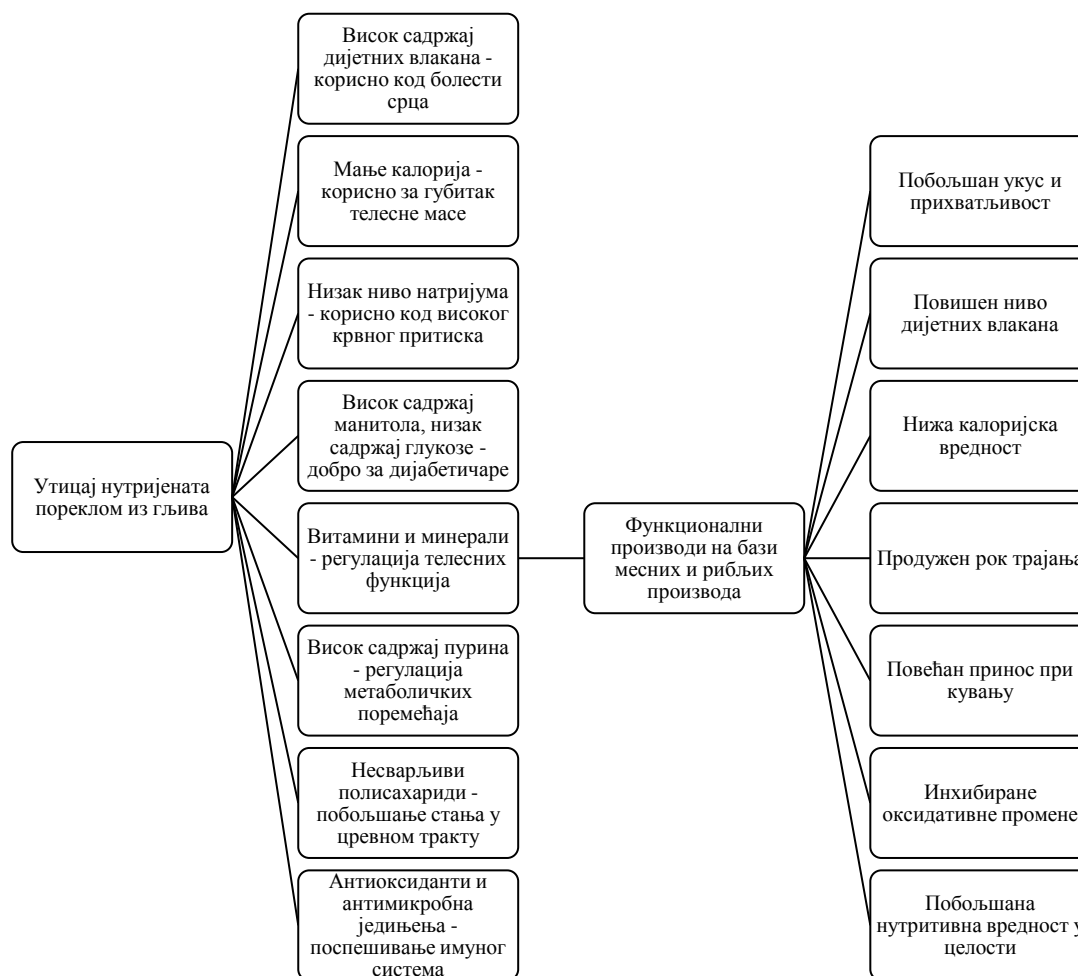 Утицај нутријената
пореклом из гљива
Висок садржај
дијетних влакана -
корисно код болести
срца
Мање калорија -
корисно за губитак
телесне масе
Низак ниво натријума
- корисно код високог
крвног притиска
Висок садржај
манитола, низак
садржај глукозе -
добро за дијабетичаре
Витамини и минерали
- регулација телесних
функција
Висок садржај пурина
- регулација
метаболичких
поремећаја
Несварљиви
полисахариди -
побољшање стања у
цревном тракту
Антиоксиданти и
антимикробна
једињења -
поспешивање имуног
система
Функционални
производи на бази
месних и рибљих
производа
Побољшан укус и
прихватљивост
Повишен ниво
дијетних влакана
Нижа калоријска
вредност
Продужен рок трајања
Повећан принос при
кувању
Инхибиране
оксидативне промене
Побољшана
нутритивна вредност у
целости